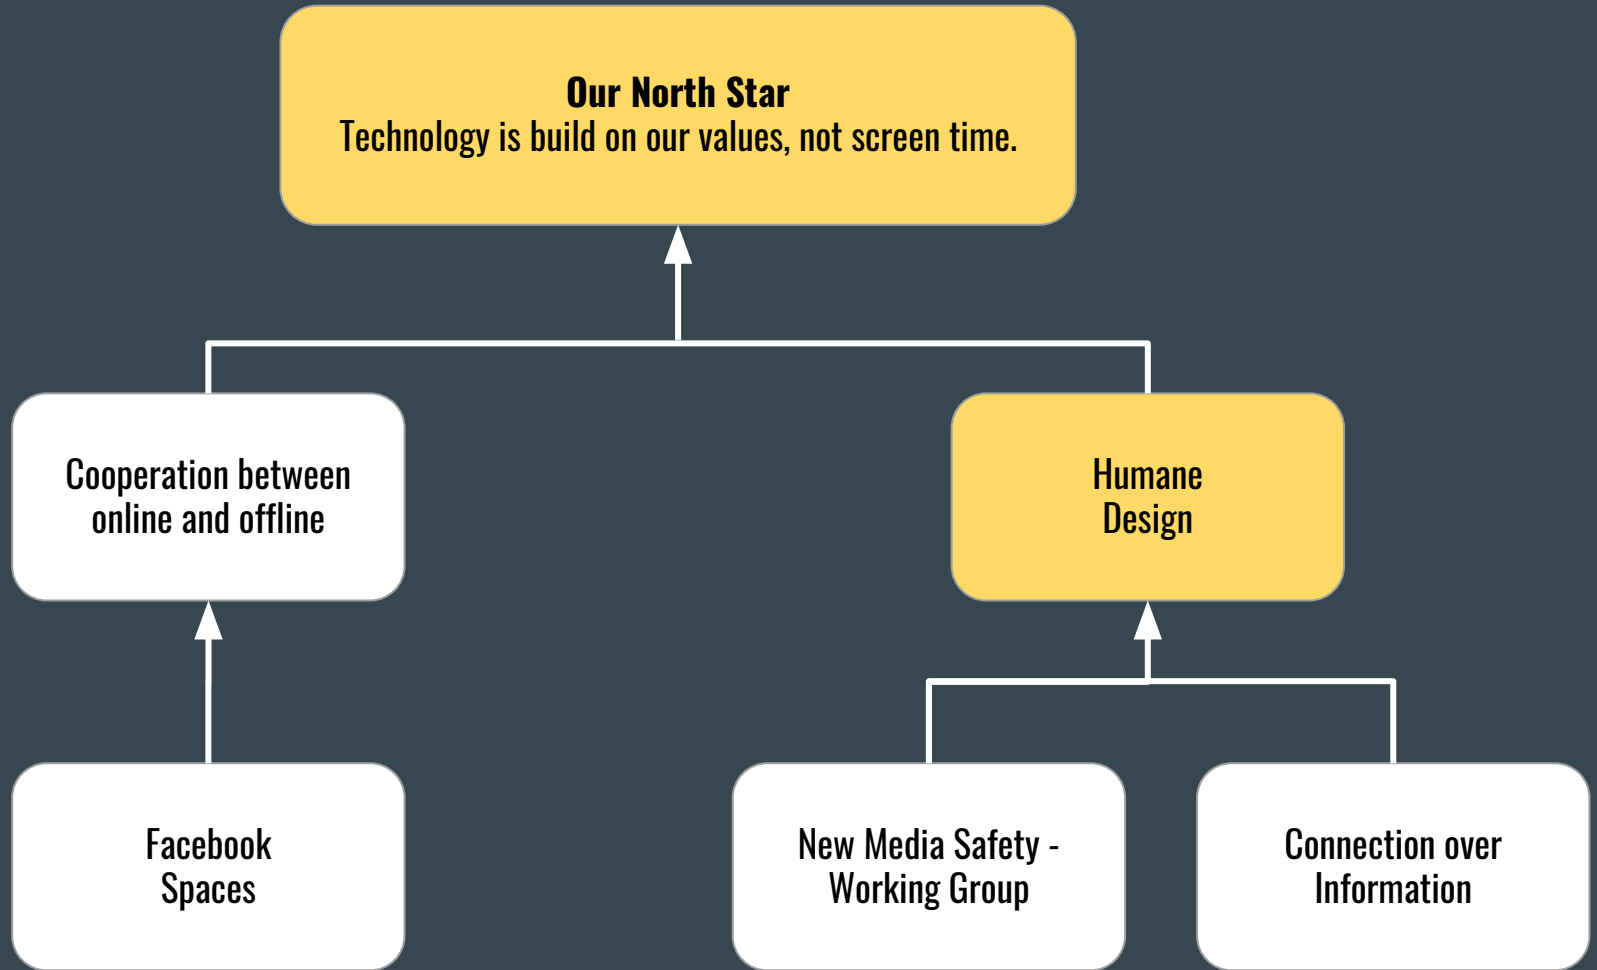 Our North Star
Technology is build on our values, not screen time.
Cooperation between
online and offline
Humane
Design
Facebook
Spaces
New Media Safety -
Working Group
Connection over
Information